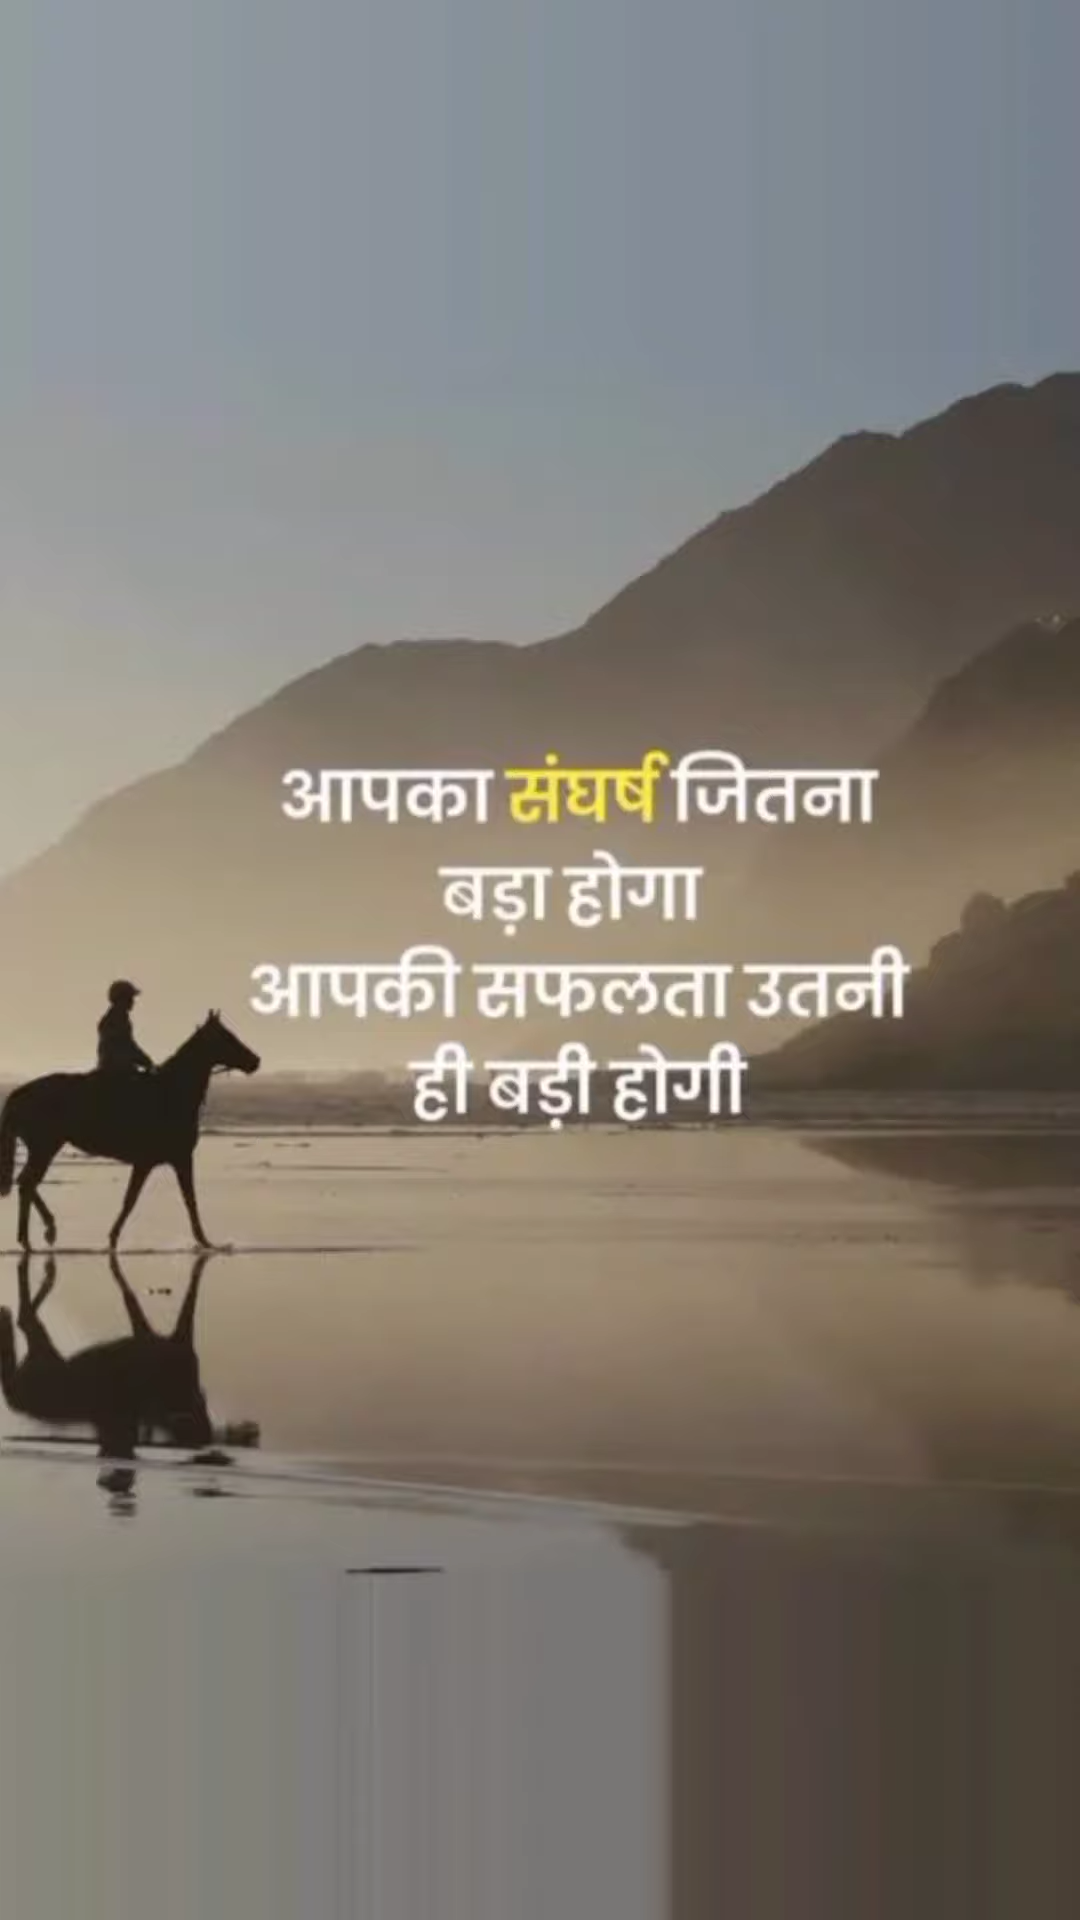 आपका संघर्ष जितना
बड़ा होगा
आपकी सफलता उतनी
ही बड़ी होगी